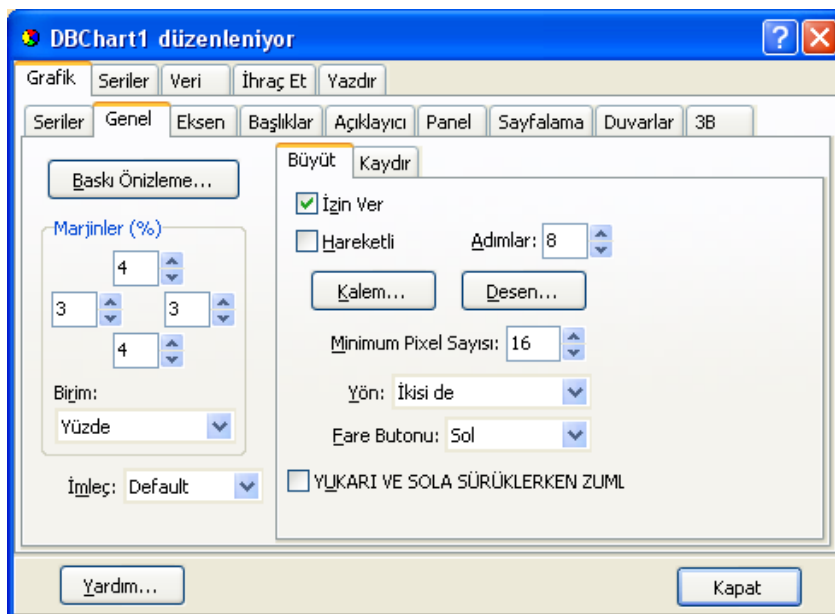 DBChart1 düzenleniyor
Grafik Seriler Veri İhraç Et Yazdır
Seriler Genel Eksen Başlıklar Açıklayıcı Panel Sayfalama Duvarlar 3B
Baskı Önizleme...
Marjinler (%)
4
3 3
4
Birim:
Yüzde
İmleç: Default
Büyüt Kaydır
İzin Ver
Hareketli Adımlar: 8
Kalem... Desen...
Minimum Pixel Sayısı: 16
Yön: İkisi de
Fare Butonu: Sol
YUKARI VE SOLA SÜRÜKLERKEN ZUML
Yardım... Kapat